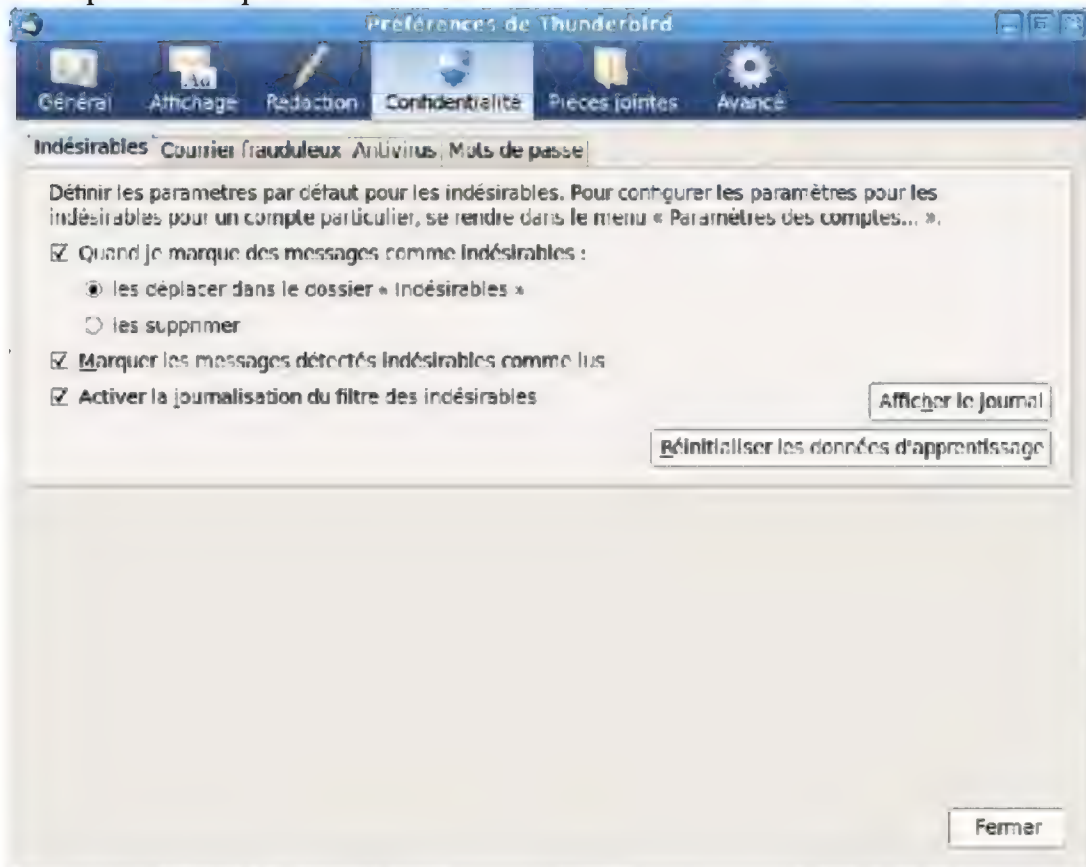 Préférences de Thunderbird
Général Affichage Rédaction Confidentialité Pièces jointes Avancé
Indésirables Courrier frauduleux Antivirus Mots de passe
Définir les paramètres par défaut pour les indésirables. Pour configurer les paramètres pour les
indésirables pour un compte particulier, se rendre dans le menu « Paramètres des comptes... ».
Quand je marque des messages comme indésirables :
les déplacer dans le dossier « Indésirables »
les supprimer
Marquer les messages détectés indésirables comme lus
Activer la journalisation du filtre des indésirables
Afficher le journal
Réinitialiser les données d'apprentissage
Fermer